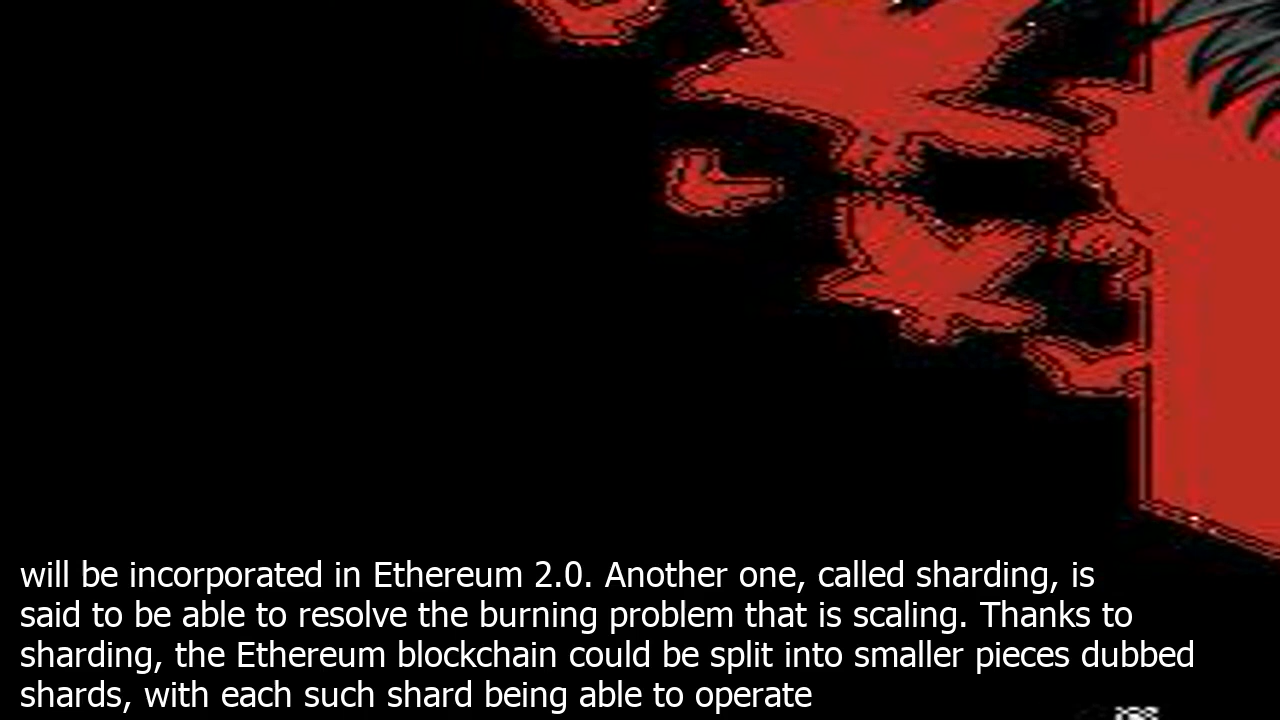 will be incorporated in Ethereum 2.0. Another one, called sharding, is
said to be able to resolve the burning problem that is scaling. Thanks to
sharding, the Ethereum blockchain could be split into smaller pieces dubbed
shards, with each such shard being able to operate